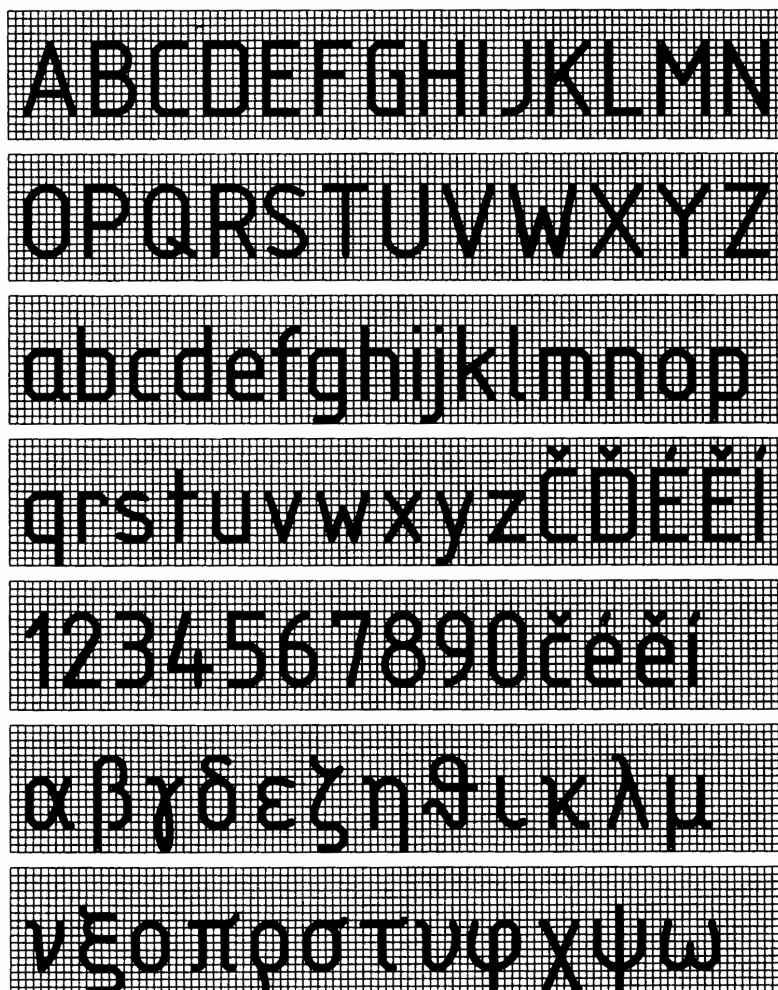 ABCDEFGHIJKLMN
OPQRSTUVWXYZ
abcdefghijklmnop
qrstuvwxyzČĎÉĚÍ
1234567890čéěí
αβγδεζηϑικλμ
νξοπρστυφχψω